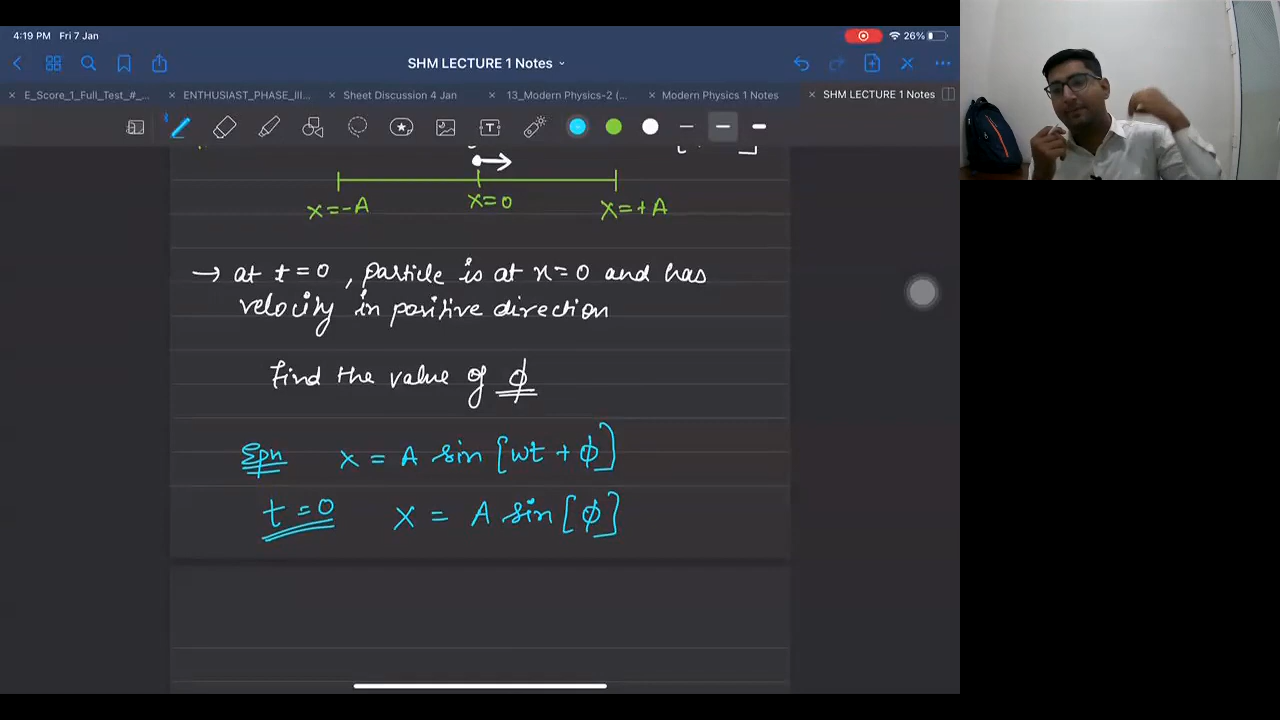 4:19 PM Fri 7 Jan
26%
SHM LECTURE 1 Notes
E_Score_1_Full_Test_#_...
ENTHUSIAST_PHASE_III...
Sheet Discussion 4 Jan
13_Modern Physics-2 (...
Modern Physics 1 Notes
SHM LECTURE 1 Notes
x=-A
x=0
x=+A
→ at t=0, particle is at x=0 and has
velocity in positive direction
find the value of ϕ
Eqn x = A sin [wt + ϕ]
t=0 x = A sin [ϕ]